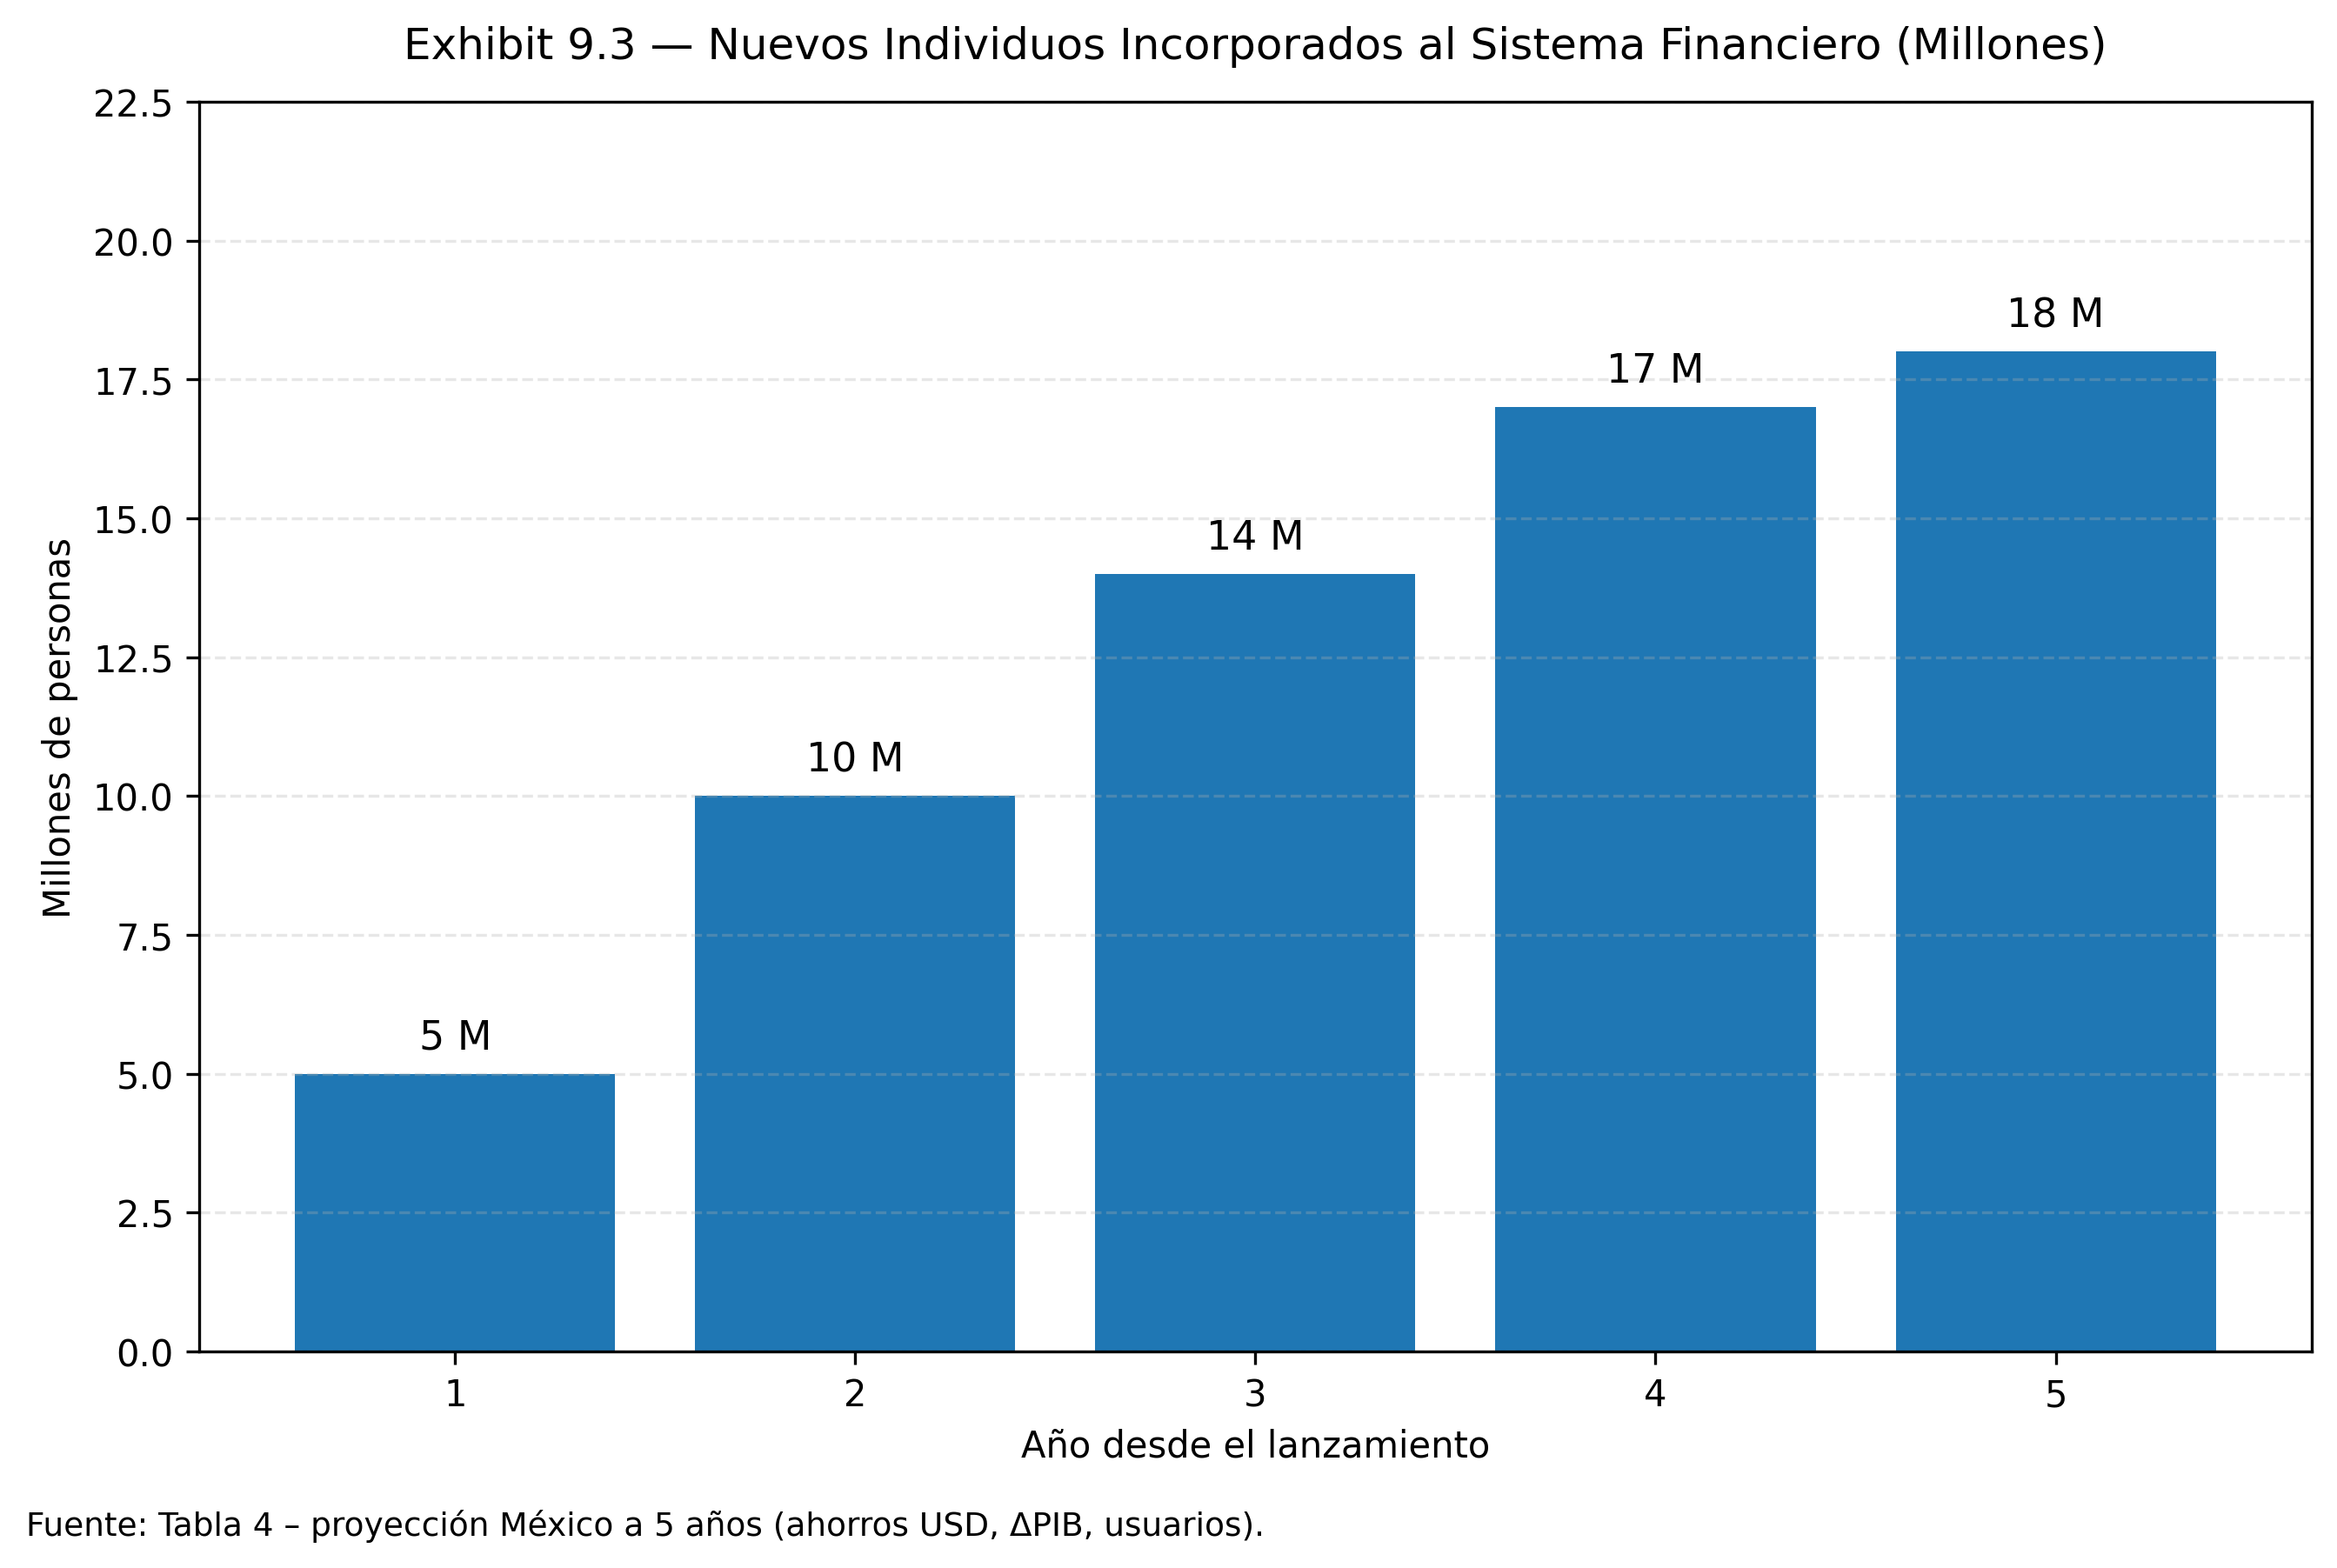 Exhibit 9.3 — Nuevos Individuos Incorporados al Sistema Financiero (Millones)
22.5
20.0
17.5
15.0
12.5
10.0
7.5
5.0
2.5
0.0
Millones de personas
5 M
10 M
14 M
17 M
18 M
1
2
3
4
5
Año desde el lanzamiento
Fuente: Tabla 4 – proyección México a 5 años (ahorros USD, ΔPIB, usuarios).